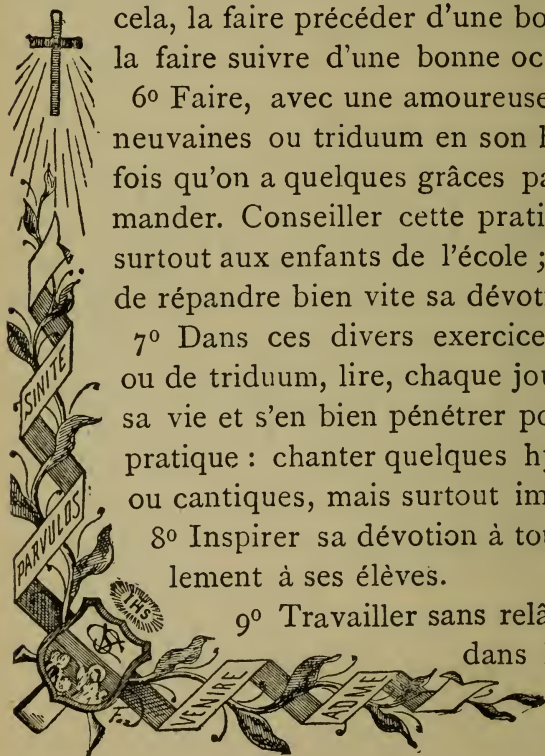 cela, la faire précéder d'une bo
la faire suivre d'une bonne oc
6º Faire, avec une amoureuse
neuvaines ou triduum en son
fois qu'on a quelques grâces pa
mander. Conseiller cette prati
surtout aux enfants de l'école ;
de répandre bien vite sa dévot
7º Dans ces divers exercice
ou de triduum, lire, chaque jou
sa vie et s'en bien pénétrer po
pratique : chanter quelques h
ou cantiques, mais surtout im
8º Inspirer sa dévotion à tou
lement à ses élèves.
9º Travailler sans relâ
dans
SINITE
PARVULOS
IHS
VENIRE
AD ME